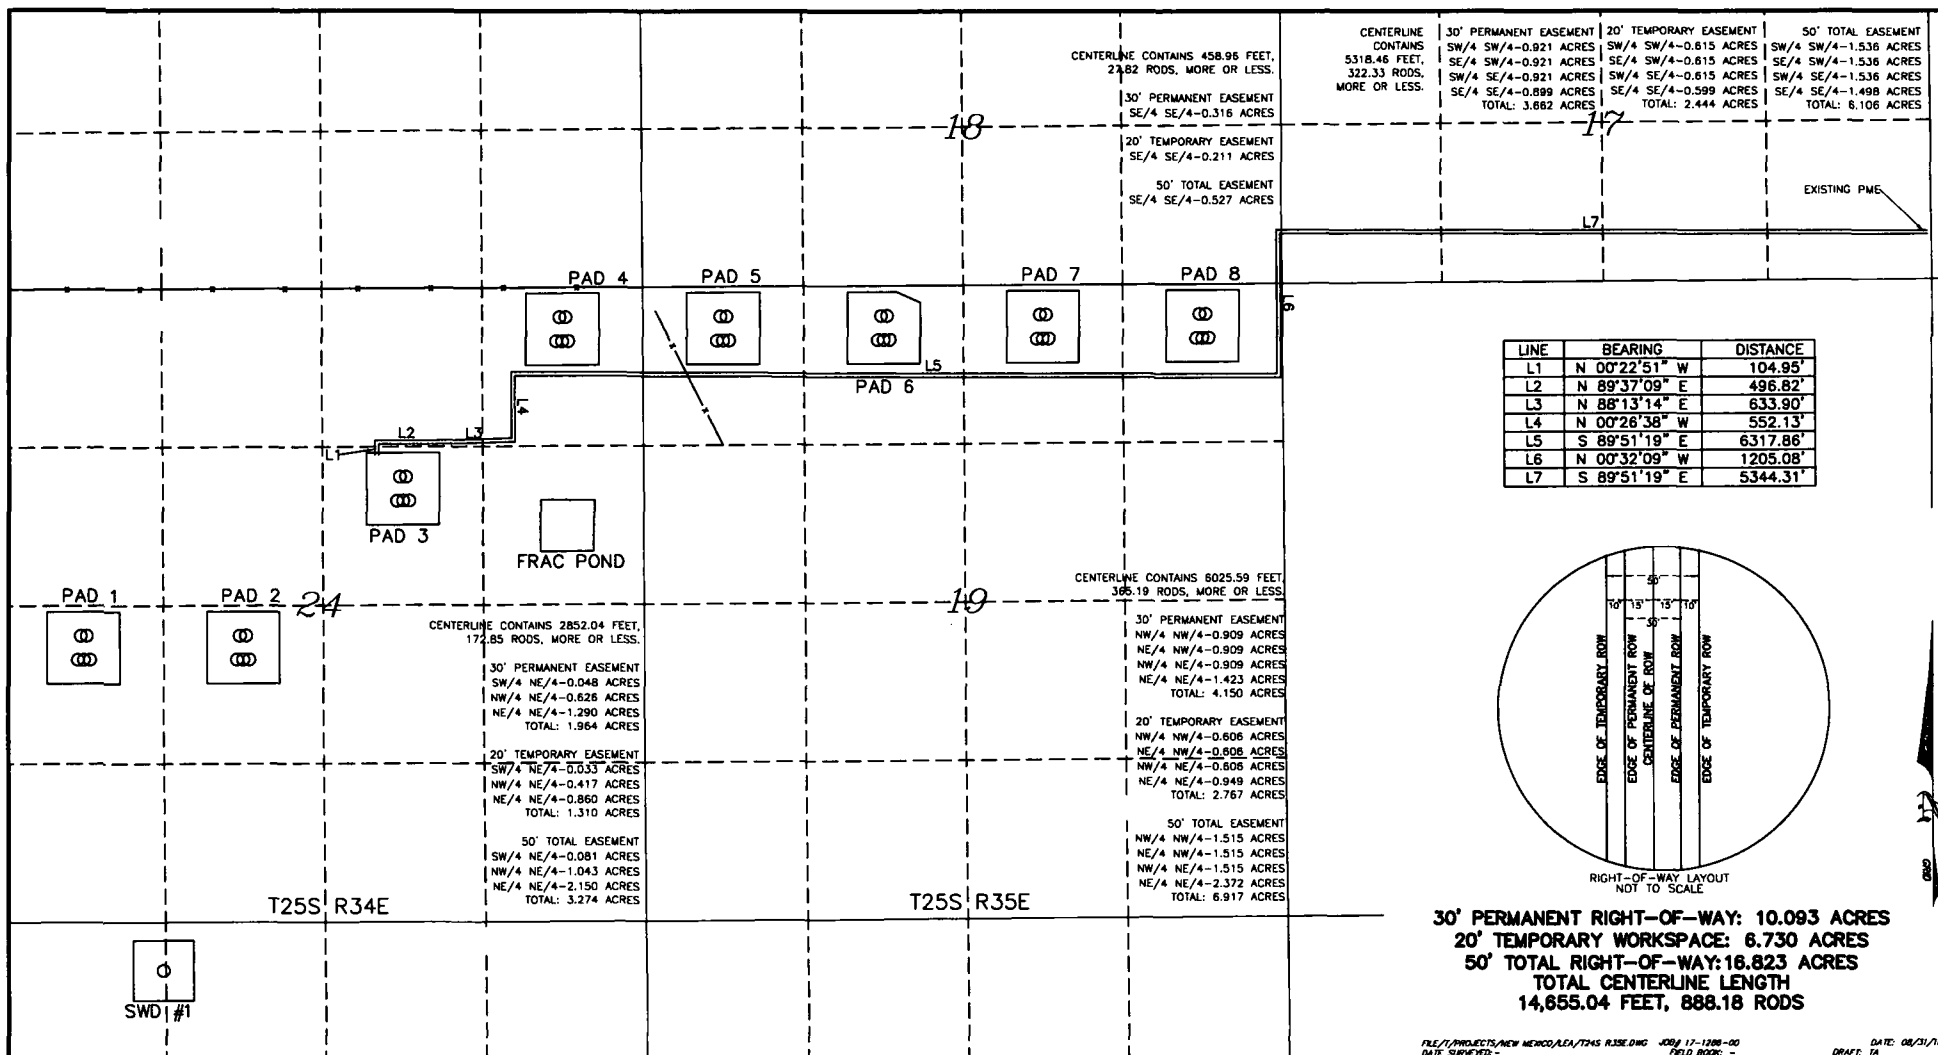 CENTERLINE CONTAINS 458.96 FEET,
27.82 RODS, MORE OR LESS.
30' PERMANENT EASEMENT
SE/4 SE/4-0.316 ACRES
20' TEMPORARY EASEMENT
SE/4 SE/4-0.211 ACRES
50' TOTAL EASEMENT
SE/4 SE/4-0.527 ACRES
18
CENTERLINE
CONTAINS
5318.46 FEET,
322.33 RODS,
MORE OR LESS.
30' PERMANENT EASEMENT
SW/4 SW/4-0.921 ACRES
SE/4 SW/4-0.921 ACRES
SW/4 SE/4-0.921 ACRES
SE/4 SE/4-0.899 ACRES
TOTAL: 3.662 ACRES
20' TEMPORARY EASEMENT
SW/4 SW/4-0.615 ACRES
SE/4 SW/4-0.615 ACRES
SW/4 SE/4-0.615 ACRES
SE/4 SE/4-0.599 ACRES
TOTAL: 2.444 ACRES
50' TOTAL EASEMENT
SW/4 SW/4-1.536 ACRES
SE/4 SW/4-1.536 ACRES
SW/4 SE/4-1.536 ACRES
SE/4 SE/4-1.498 ACRES
TOTAL: 6.106 ACRES
17
EXISTING PME
L7
PAD 4
PAD 5
PAD 7
PAD 8
L6
L5
PAD 6
L4
L2
L3
L1
PAD 3
FRAC POND
PAD 1
PAD 2
24
19
LINE BEARING DISTANCE
L1 N 00°22'51" W 104.95'
L2 N 89°37'09" E 496.82'
L3 N 88°13'14" E 633.90'
L4 N 00°26'38" W 552.13'
L5 S 89°51'19" E 6317.86'
L6 N 00°32'09" W 1205.08'
L7 S 89°51'19" E 5344.31'
CENTERLINE CONTAINS 2852.04 FEET,
172.85 RODS, MORE OR LESS.
30' PERMANENT EASEMENT
SW/4 NE/4-0.048 ACRES
NW/4 NE/4-0.626 ACRES
NE/4 NE/4-1.290 ACRES
TOTAL: 1.964 ACRES
20' TEMPORARY EASEMENT
SW/4 NE/4-0.033 ACRES
NW/4 NE/4-0.417 ACRES
NE/4 NE/4-0.860 ACRES
TOTAL: 1.310 ACRES
50' TOTAL EASEMENT
SW/4 NE/4-0.081 ACRES
NW/4 NE/4-1.043 ACRES
NE/4 NE/4-2.150 ACRES
TOTAL: 3.274 ACRES
CENTERLINE CONTAINS 6025.59 FEET,
365.19 RODS, MORE OR LESS.
30' PERMANENT EASEMENT
NW/4 NW/4-0.909 ACRES
NE/4 NW/4-0.909 ACRES
NW/4 NE/4-0.909 ACRES
NE/4 NE/4-1.423 ACRES
TOTAL: 4.150 ACRES
20' TEMPORARY EASEMENT
NW/4 NW/4-0.606 ACRES
NE/4 NW/4-0.606 ACRES
NW/4 NE/4-0.606 ACRES
NE/4 NE/4-0.949 ACRES
TOTAL: 2.767 ACRES
50' TOTAL EASEMENT
NW/4 NW/4-1.515 ACRES
NE/4 NW/4-1.515 ACRES
NW/4 NE/4-1.515 ACRES
NE/4 NE/4-2.372 ACRES
TOTAL: 6.917 ACRES
T25S R34E
T25S R35E
SWD #1
50'
10' 15' 15' 10'
30'
EDGE OF TEMPORARY ROW
EDGE OF PERMANENT ROW
CENTERLINE OF ROW
EDGE OF PERMANENT ROW
EDGE OF TEMPORARY ROW
RIGHT-OF-WAY LAYOUT
NOT TO SCALE
GRID
30' PERMANENT RIGHT-OF-WAY: 10.093 ACRES
20' TEMPORARY WORKSPACE: 6.730 ACRES
50' TOTAL RIGHT-OF-WAY: 16.823 ACRES
TOTAL CENTERLINE LENGTH
14,655.04 FEET, 888.18 RODS
FILE/T/PROJECTS/NEW MEXICO/LEA/T24S R35E.DWG JOB# 17-1286-00 DATE: 08/31/1
DATE SURVEYED: - FIELD BOOK: - DRAFT: TA